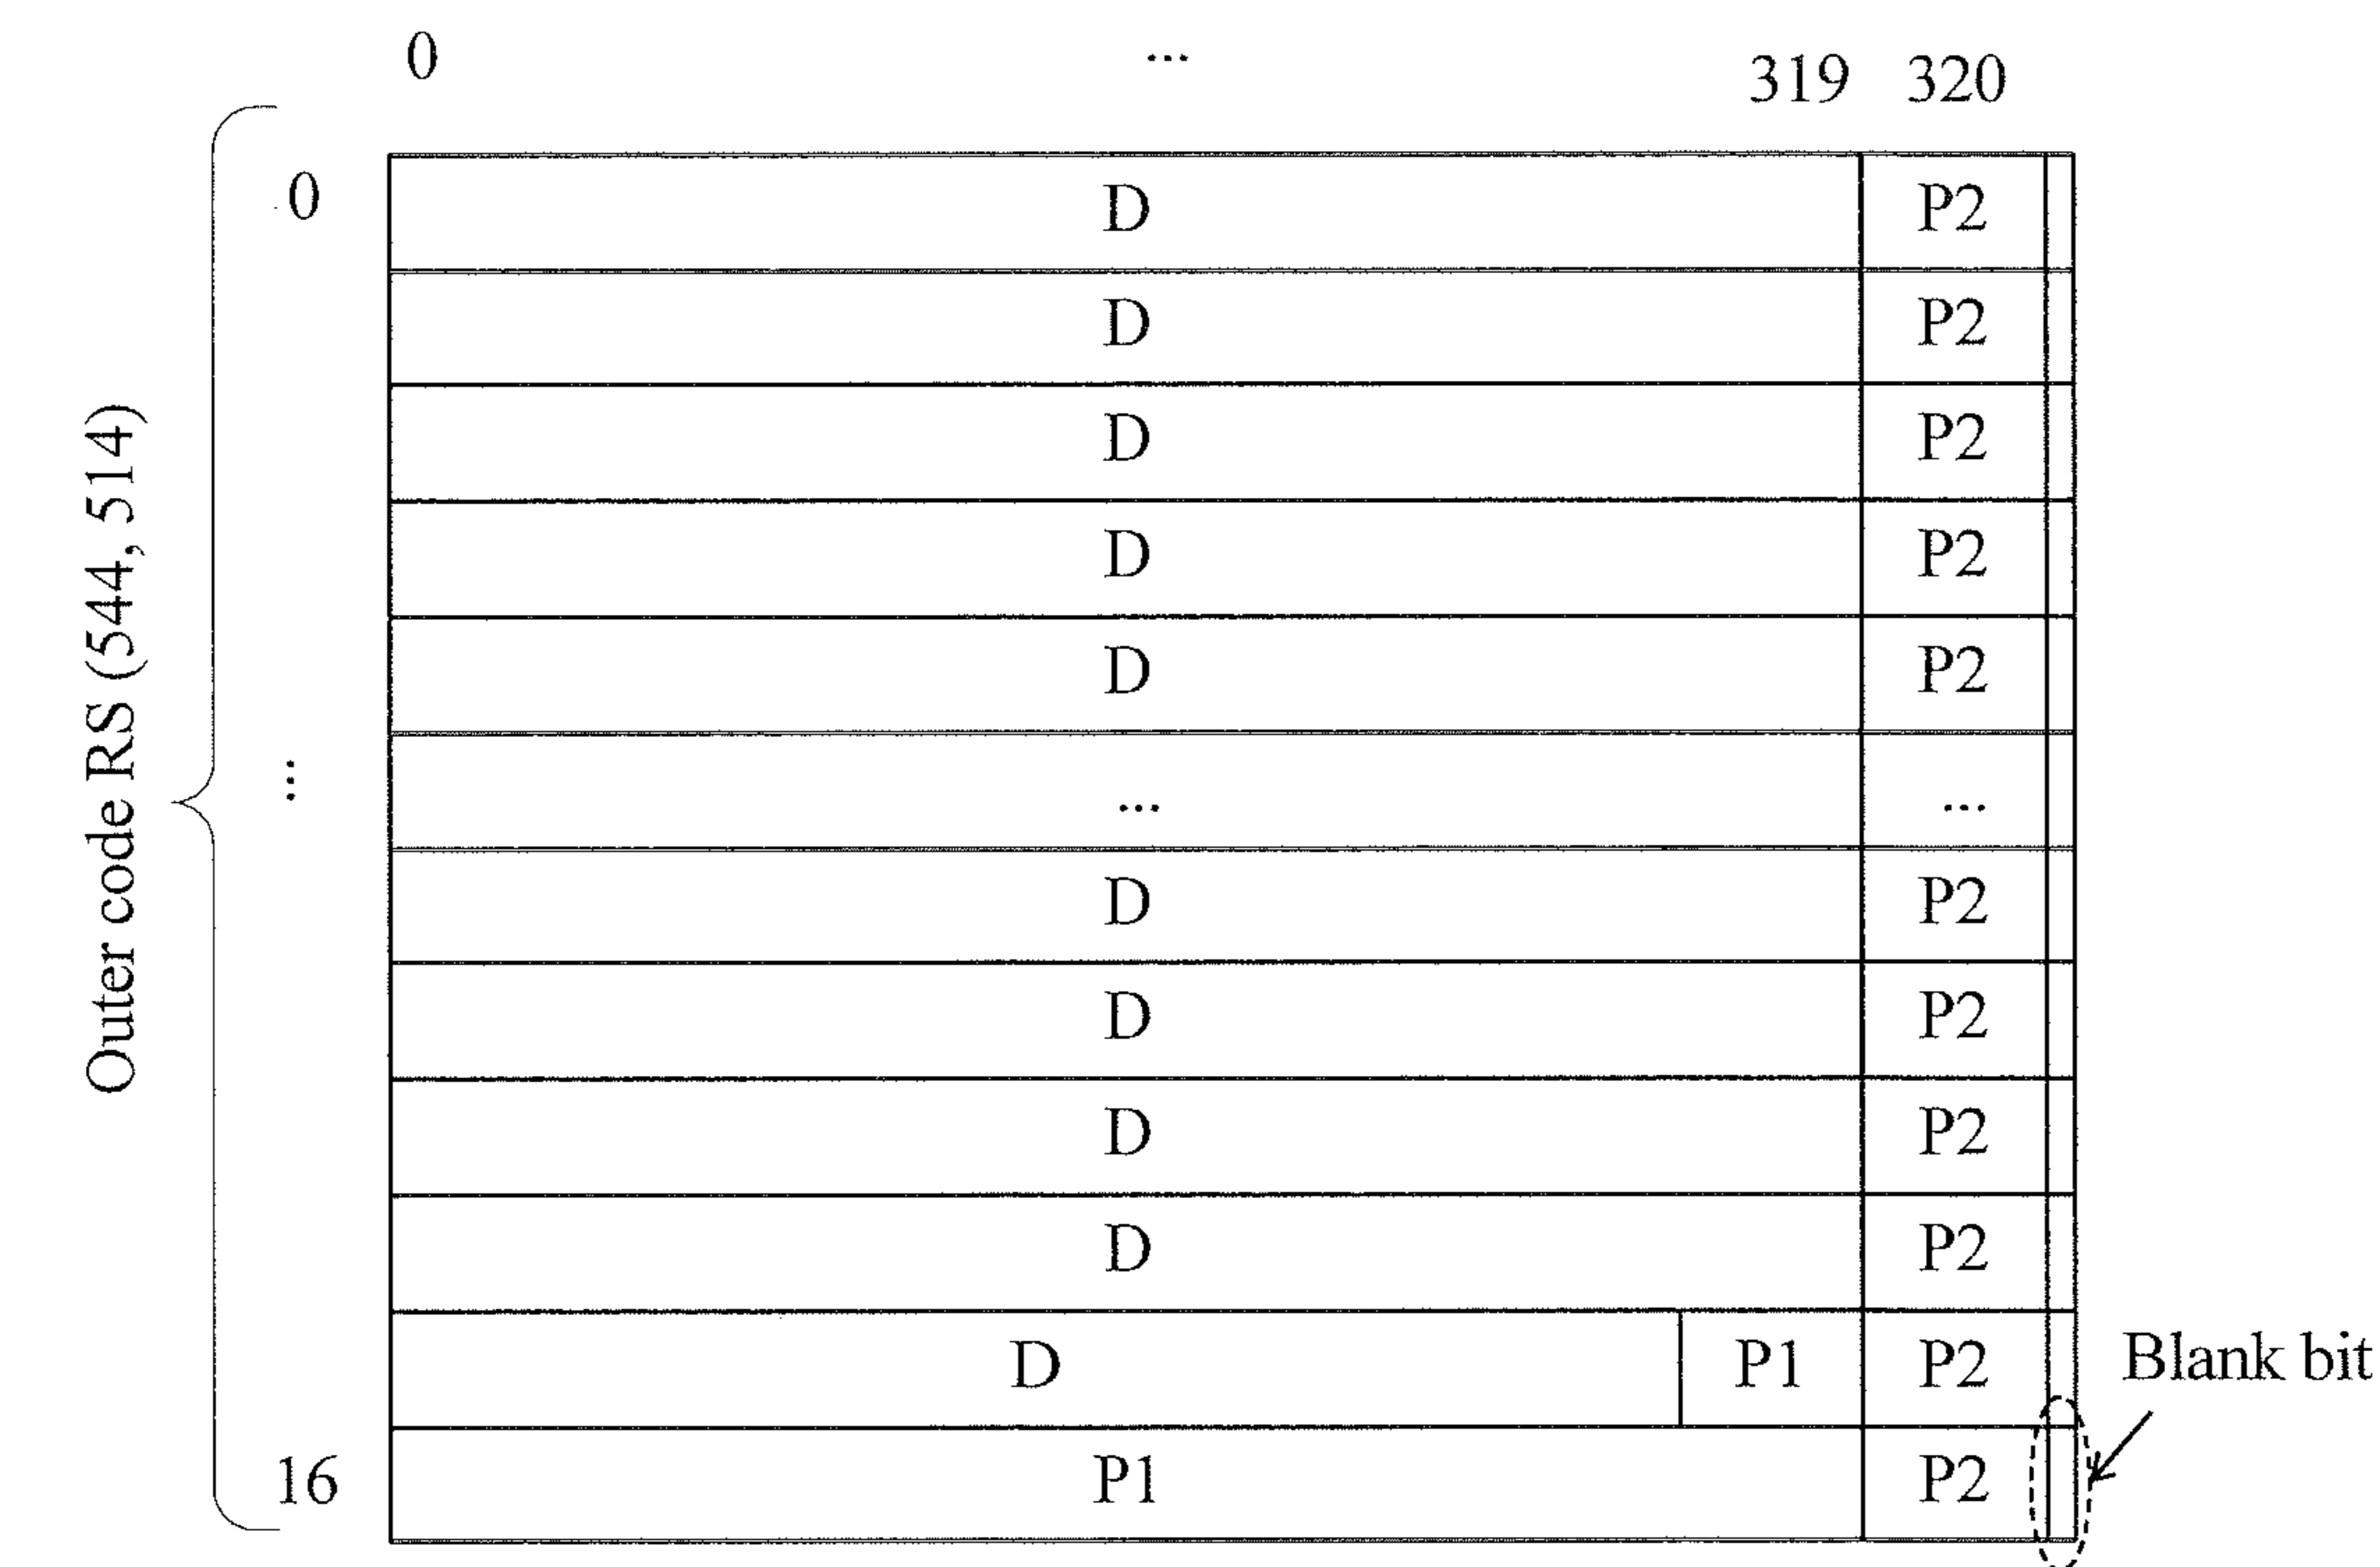 0 ... 319 320
Outer code RS (544, 514)
0 D P2
D P2
D P2
D P2
D P2
... ... ...
D P2
D P2
D P2
D P2
D P1 P2 Blank bit
16 P1 P2